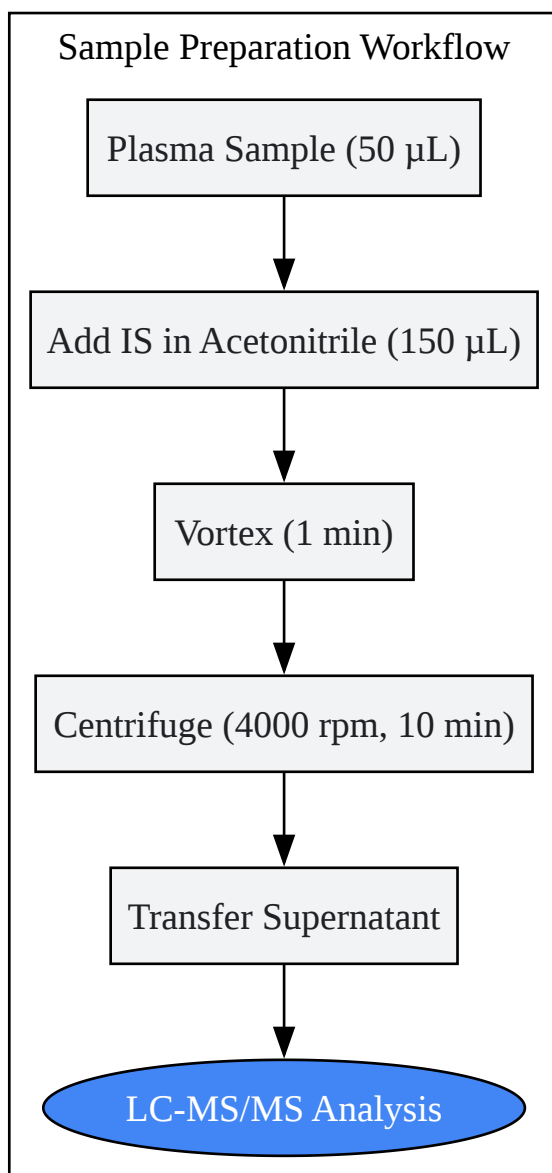 Sample Preparation Workflow
Plasma Sample (50 µL)
Add IS in Acetonitrile (150 µL)
Vortex (1 min)
Centrifuge (4000 rpm, 10 min)
Transfer Supernatant
LC-MS/MS Analysis